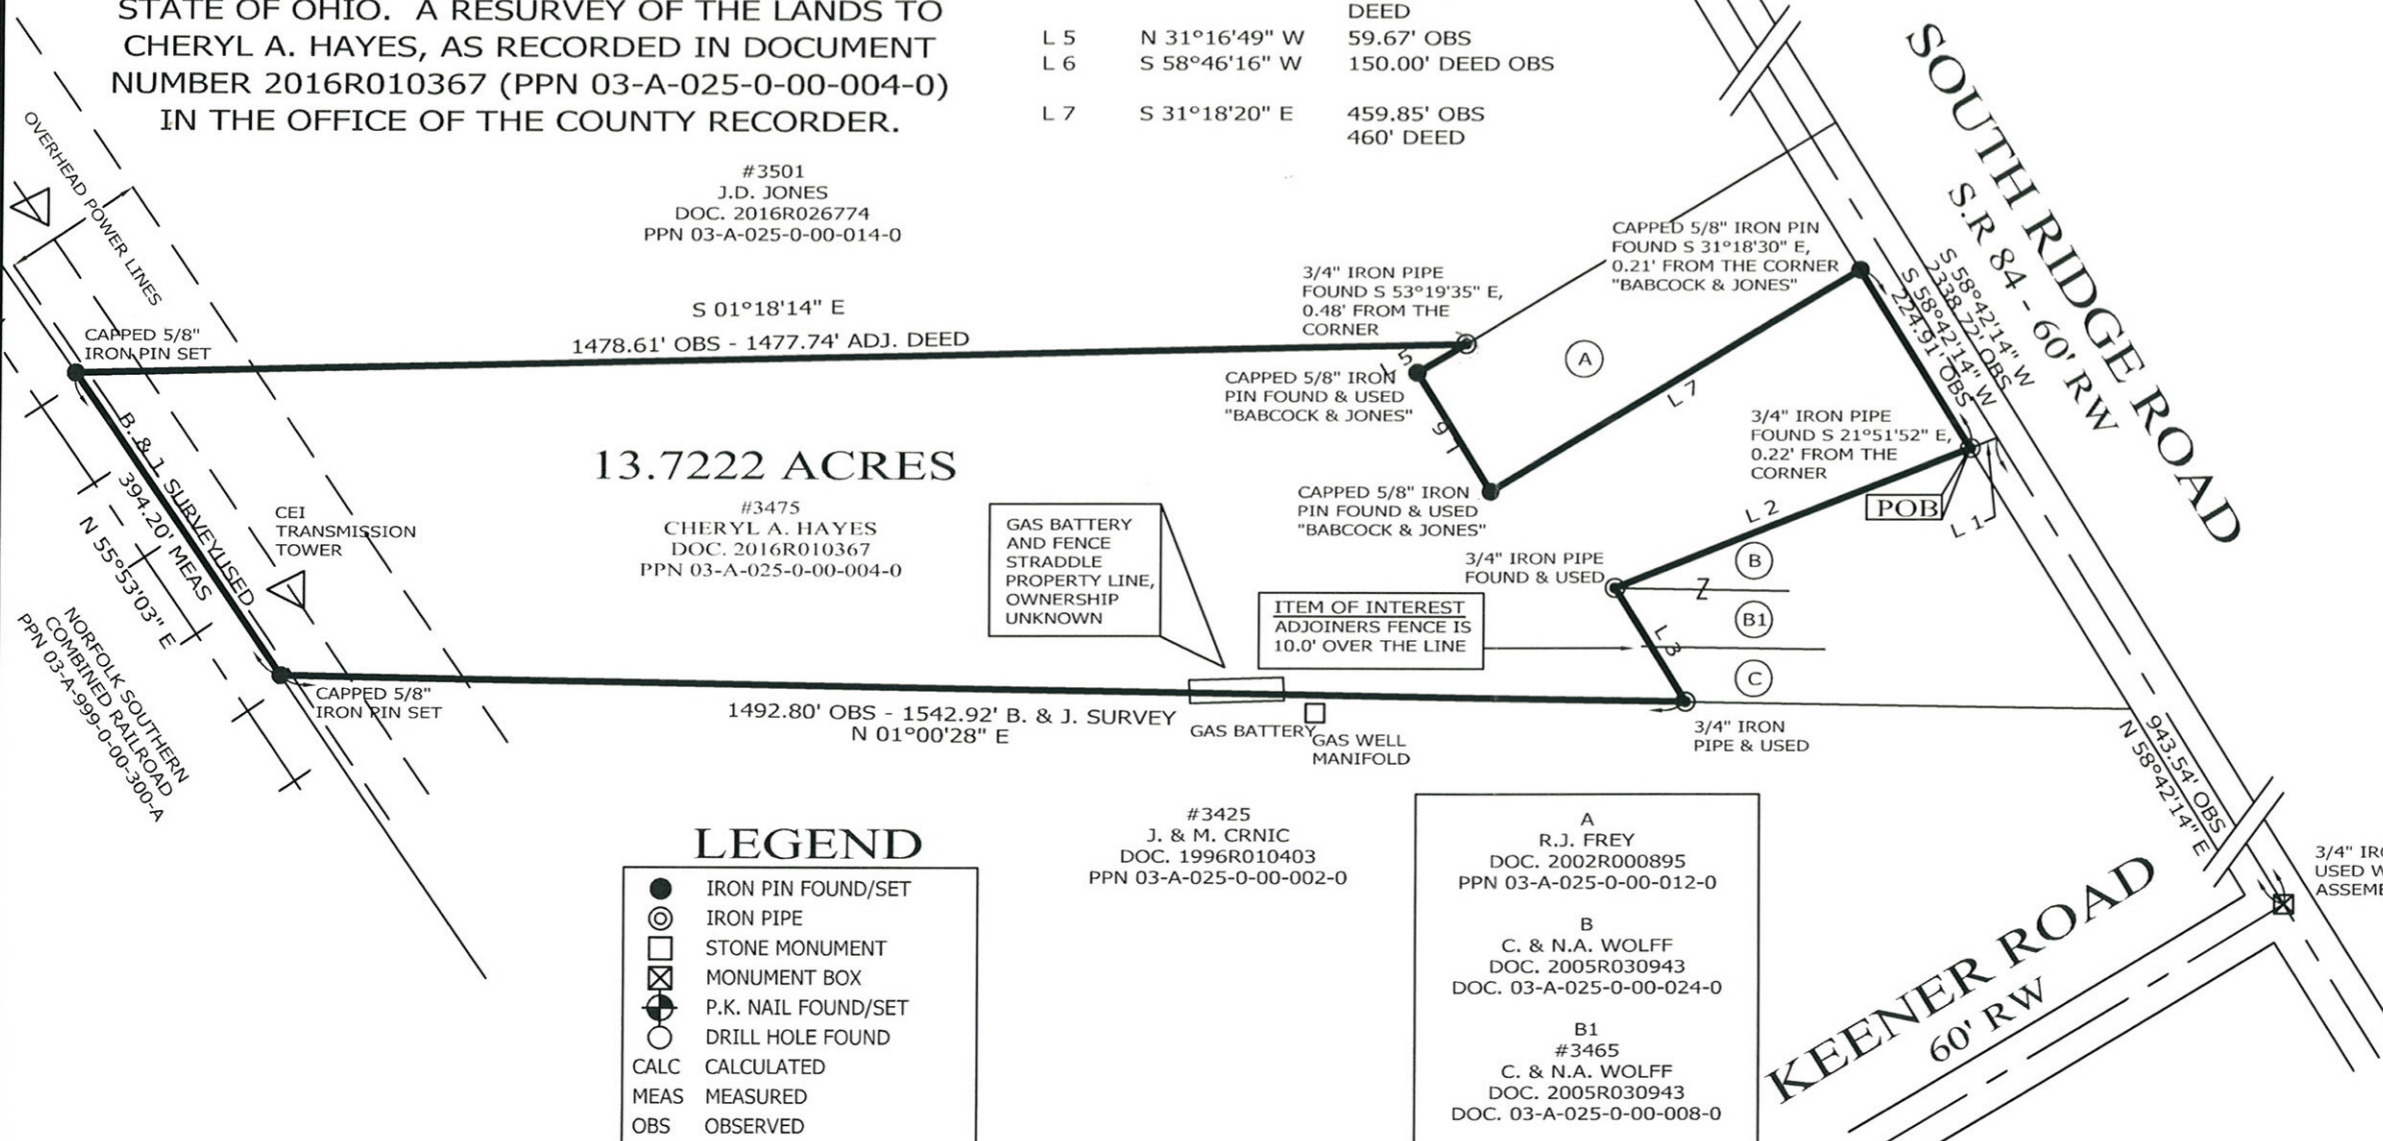 STATE OF OHIO. A RESURVEY OF THE LANDS TO
CHERYL A. HAYES, AS RECORDED IN DOCUMENT
NUMBER 2016R010367 (PPN 03-A-025-0-00-004-0)
IN THE OFFICE OF THE COUNTY RECORDER.
DEED
L 5 N 31°16'49" W 59.67' OBS
L 6 S 58°46'16" W 150.00' DEED OBS
L 7 S 31°18'20" E 459.85' OBS
460' DEED
OVERHEAD POWER LINES
#3501
J.D. JONES
DOC. 2016R026774
PPN 03-A-025-0-00-014-0
S 01°18'14" E
1478.61' OBS - 1477.74' ADJ. DEED
CAPPED 5/8"
IRON PIN SET
3/4" IRON PIPE
FOUND S 53°19'35" E,
0.48' FROM THE
CORNER
CAPPED 5/8" IRON PIN
FOUND S 31°18'30" E,
0.21' FROM THE CORNER
"BABCOCK & JONES"
SOUTH RIDGE ROAD
S.R 84 - 60' RW
S 58°42'14" W
2338.72' OBS
S 58°42'14" W
224.91' OBS
L 5
A
CAPPED 5/8" IRON
PIN FOUND & USED
"BABCOCK & JONES"
L 6
L 7
3/4" IRON PIPE
FOUND S 21°51'52" E,
0.22' FROM THE
CORNER
CAPPED 5/8" IRON
PIN FOUND & USED
"BABCOCK & JONES"
POB
L 1
L 2
B. & J. SURVEY USED
394.20' MEAS
N 55°53'03" E
CEI
TRANSMISSION
TOWER
13.7222 ACRES
#3475
CHERYL A. HAYES
DOC. 2016R010367
PPN 03-A-025-0-00-004-0
GAS BATTERY
AND FENCE
STRADDLE
PROPERTY LINE,
OWNERSHIP
UNKNOWN
3/4" IRON PIPE
FOUND & USED
B
Z
B1
L 3
C
ITEM OF INTEREST
ADJOINERS FENCE IS
10.0' OVER THE LINE
NORFOLK SOUTHERN
COMBINED RAILROAD
PPN 03-A-999-0-00-300-A
CAPPED 5/8"
IRON PIN SET
1492.80' OBS - 1542.92' B. & J. SURVEY
N 01°00'28" E
GAS BATTERY
GAS WELL
MANIFOLD
3/4" IRON
PIPE & USED
943.54' OBS
N 58°42'14" E
#3425
J. & M. CRNIC
DOC. 1996R010403
PPN 03-A-025-0-00-002-0
LEGEND
IRON PIN FOUND/SET
IRON PIPE
STONE MONUMENT
MONUMENT BOX
P.K. NAIL FOUND/SET
DRILL HOLE FOUND
CALC CALCULATED
MEAS MEASURED
OBS OBSERVED
A
R.J. FREY
DOC. 2002R000895
PPN 03-A-025-0-00-012-0
B
C. & N.A. WOLFF
DOC. 2005R030943
DOC. 03-A-025-0-00-024-0
B1
#3465
C. & N.A. WOLFF
DOC. 2005R030943
DOC. 03-A-025-0-00-008-0
KEENER ROAD
60' RW
3/4"
USED